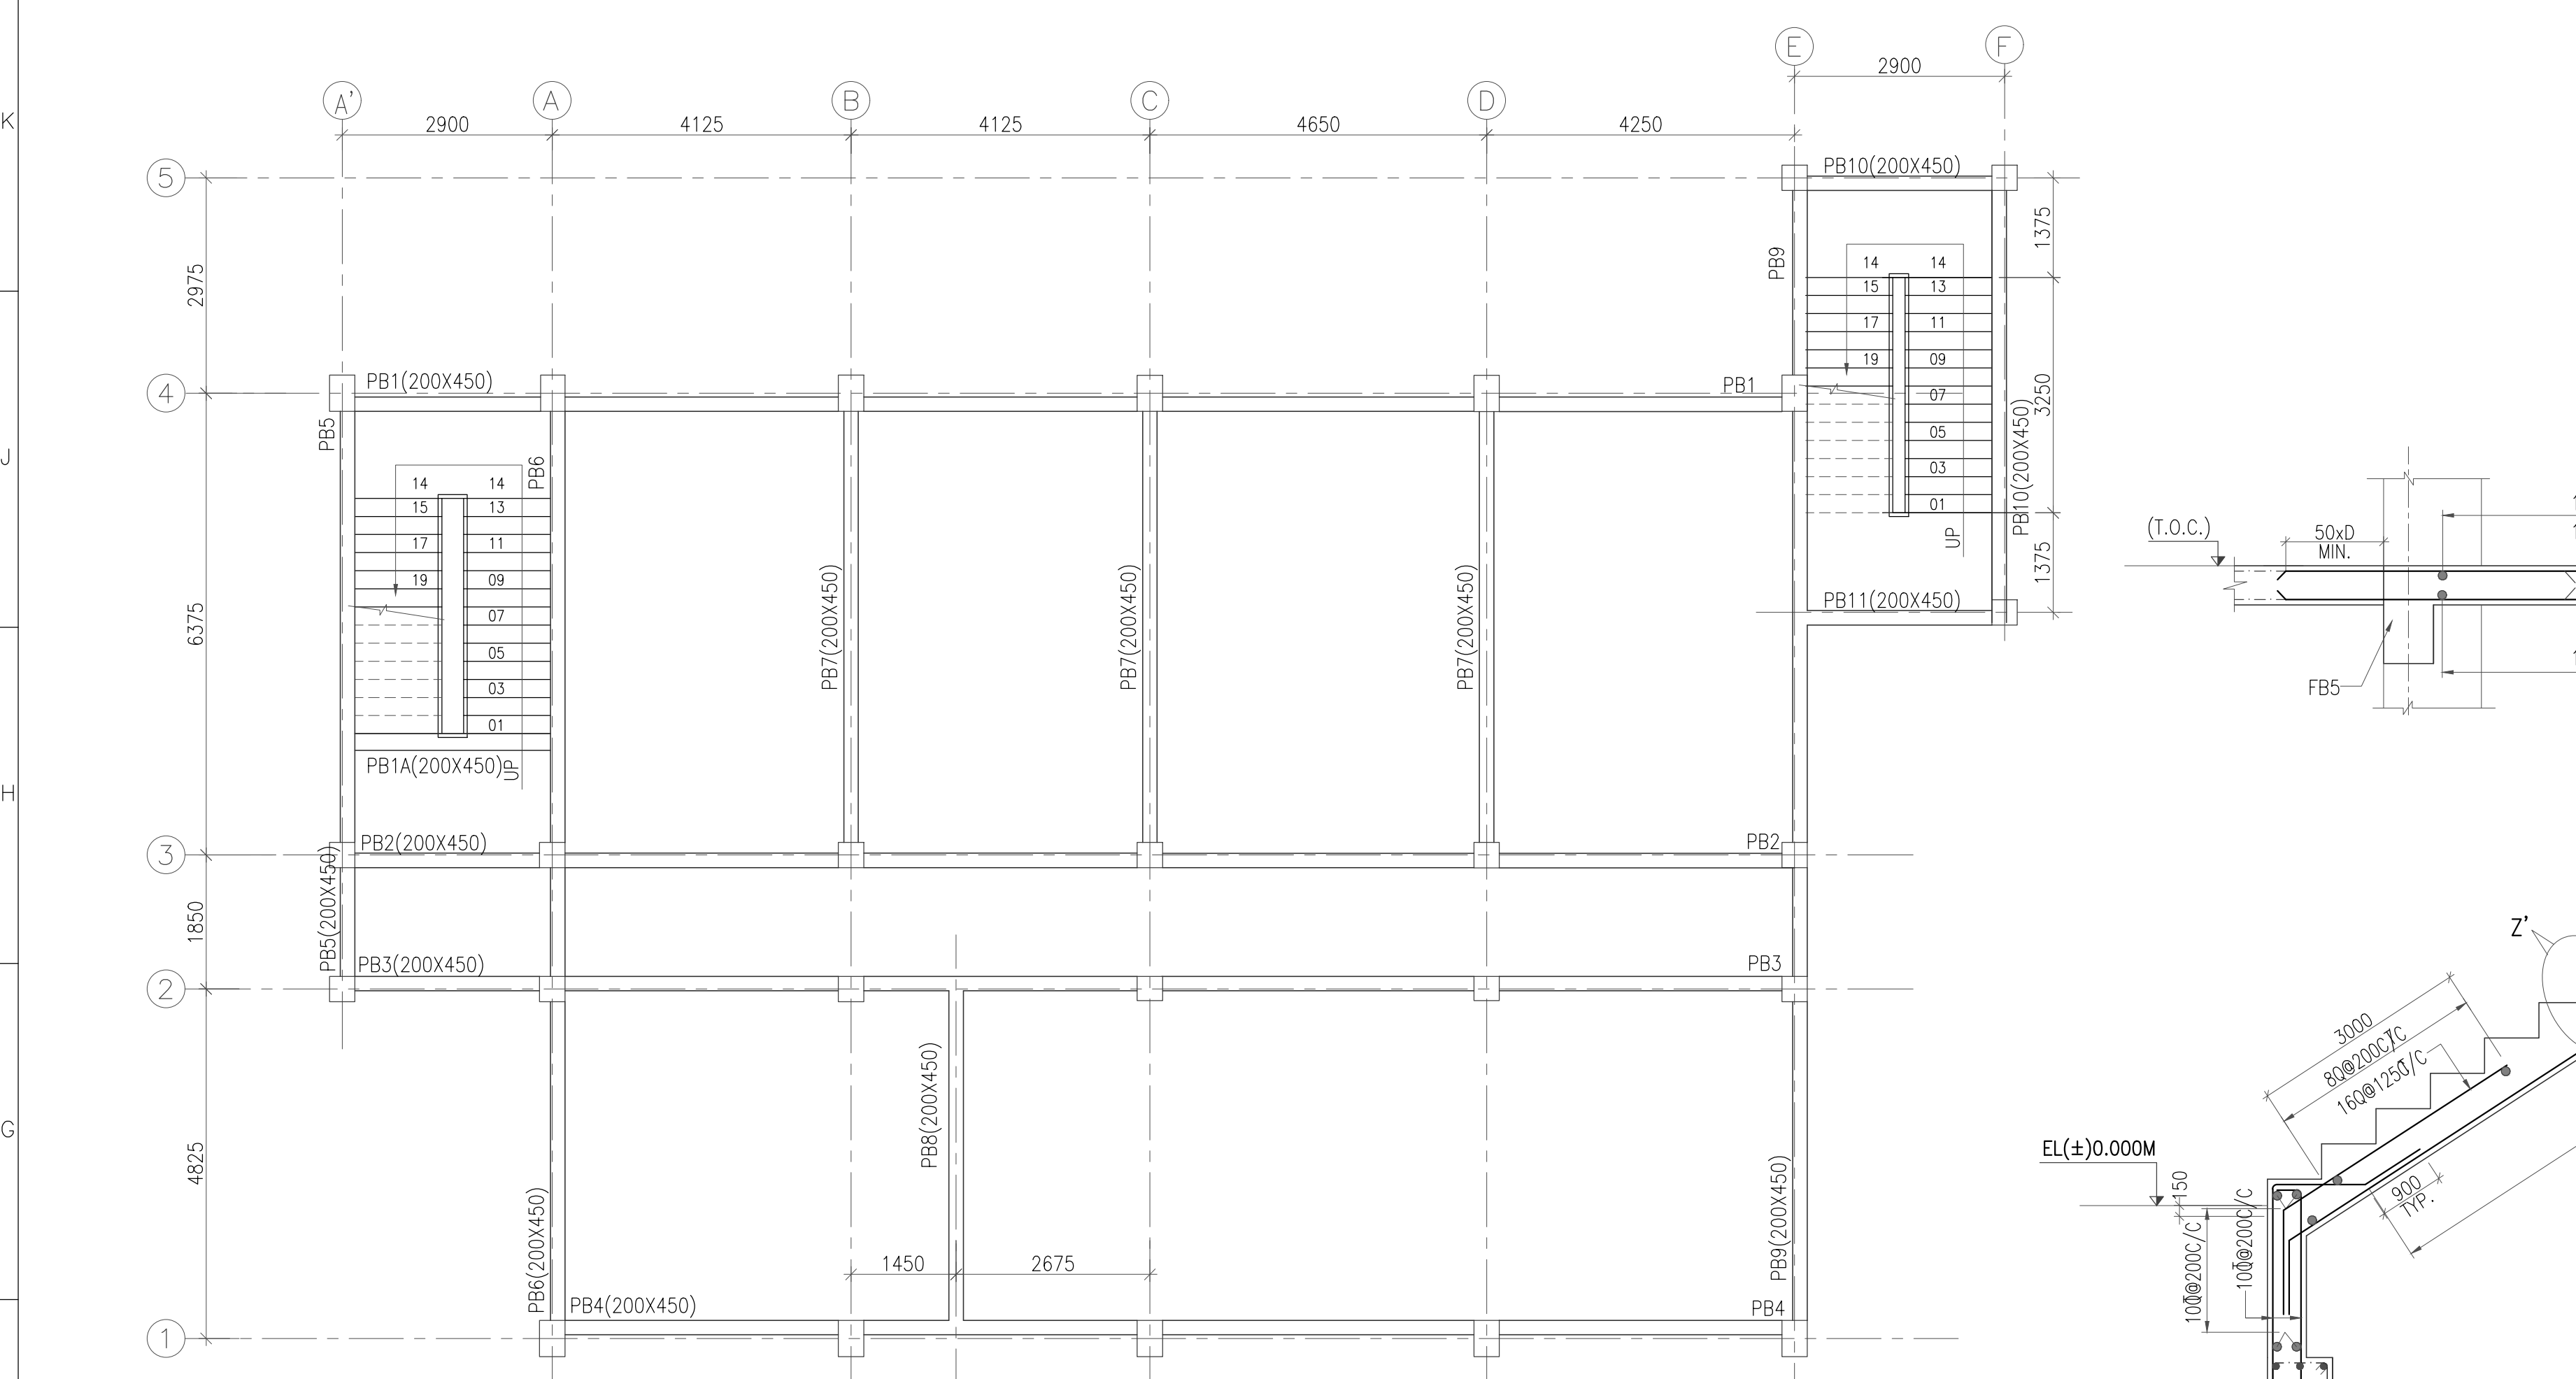 E
F
2900
A'
A
B
C
D
2900
4125
4125
4650
4250
K
5
PB10(200X450)
1375
2975
PB9
14
14
15
13
17
11
19
09
07
05
03
01
UP
3250
PB10(200X450)
1375
4
PB1(200X450)
PB1
PB5
PB6
J
14
14
15
13
17
11
19
09
07
05
03
01
PB1A(200X450)
UP
6375
PB7(200X450)
PB7(200X450)
PB7(200X450)
PB11(200X450)
(T.O.C.)
50xD
MIN.
FB5
H
PB2(200X450)
PB2
3
PB5(200X450)
1850
PB3(200X450)
PB3
2
Z'
3000
8Q@200C/C
16Q@125C/C
PB8(200X450)
G
4825
PB6(200X450)
PB9(200X450)
EL(±)0.000M
150
900
TYP.
10Q@200C/C
10Q@200C/C
1450
2675
PB4(200X450)
PB4
1